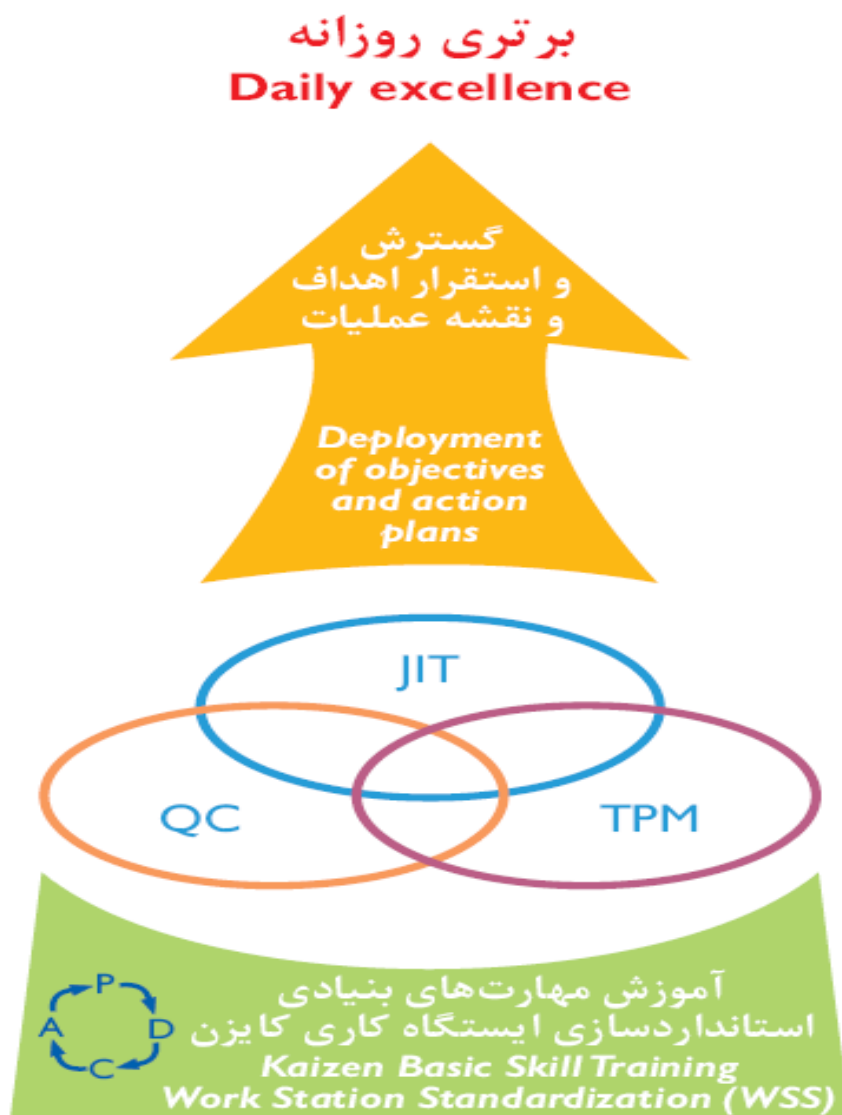 برتری روزانه
Daily excellence
گسترش
و استقرار اهداف
و نقشه عملیات
Deployment
of objectives
and action
plans
JIT
QC
TPM
P
A
D
C
آموزش مهارت‌های بنیادی
استانداردسازی ایستگاه کاری کایزن
Kaizen Basic Skill Training
Work Station Standardization (WSS)